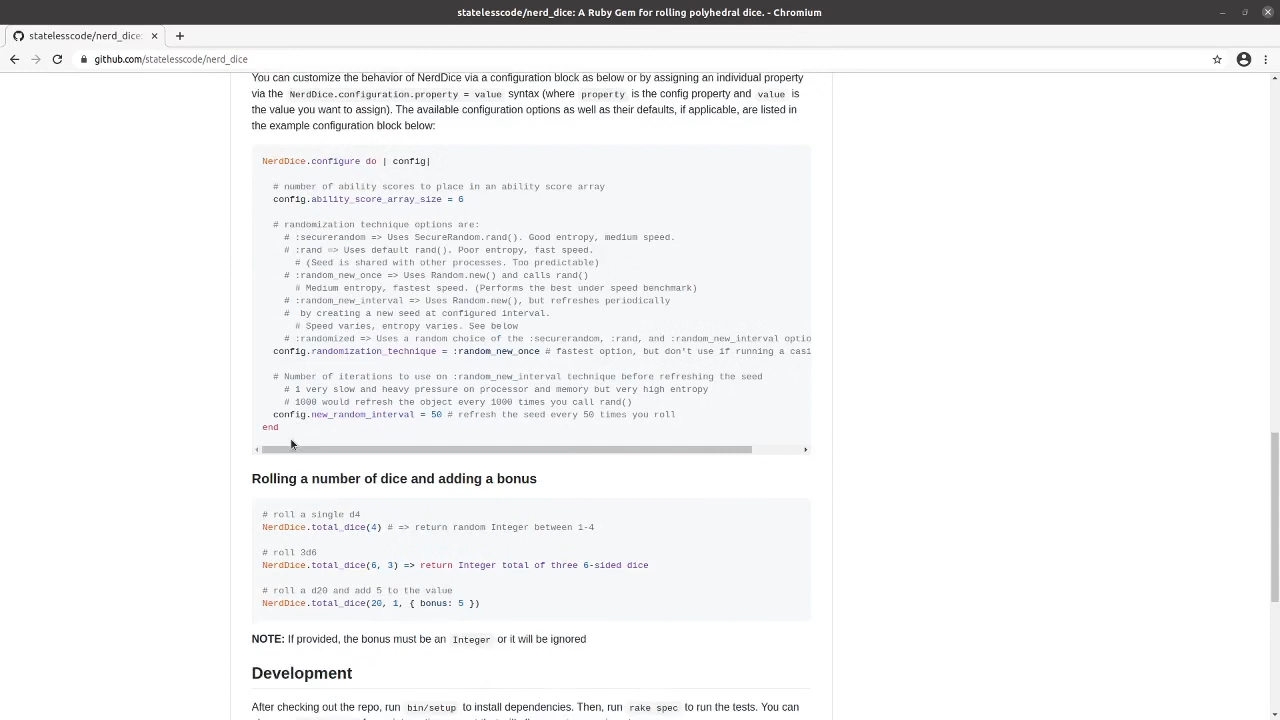 statelesscode/nerd_dice: A Ruby Gem for rolling polyhedral dice. - Chromium
statelesscode/nerd_dice:
github.com/statelesscode/nerd_dice
You can customize the behavior of NerdDice via a configuration block as below or by assigning an individual property
via the NerdDice.configuration.property = value syntax (where property is the config property and value is
the value you want to assign). The available configuration options as well as their defaults, if applicable, are listed in
the example configuration block below:
NerdDice.configure do | config|
# number of ability scores to place in an ability score array
config.ability_score_array_size = 6
# randomization technique options are:
# :securerandom => Uses SecureRandom.rand(). Good entropy, medium speed.
# :rand => Uses default rand(). Poor entropy, fast speed.
# (Seed is shared with other processes. Too predictable)
# :random_new_once => Uses Random.new() and calls rand()
# Medium entropy, fastest speed. (Performs the best under speed benchmark)
# :random_new_interval => Uses Random.new(), but refreshes periodically
# by creating a new seed at configured interval.
# Speed varies, entropy varies. See below
# :randomized => Uses a random choice of the :securerandom, :rand, and :random_new_interval optio
config.randomization_technique = :random_new_once # fastest option, but don't use if running a casi
# Number of iterations to use on :random_new_interval technique before refreshing the seed
# 1 very slow and heavy pressure on processor and memory but very high entropy
# 1000 would refresh the object every 1000 times you call rand()
config.new_random_interval = 50 # refresh the seed every 50 times you roll
end
Rolling a number of dice and adding a bonus
# roll a single d4
NerdDice.total_dice(4) # => return random Integer between 1-4
# roll 3d6
NerdDice.total_dice(6, 3) => return Integer total of three 6-sided dice
# roll a d20 and add 5 to the value
NerdDice.total_dice(20, 1, { bonus: 5 })
NOTE: If provided, the bonus must be an Integer or it will be ignored
Development
After checking out the repo, run bin/setup to install dependencies. Then, run rake spec to run the tests. You can